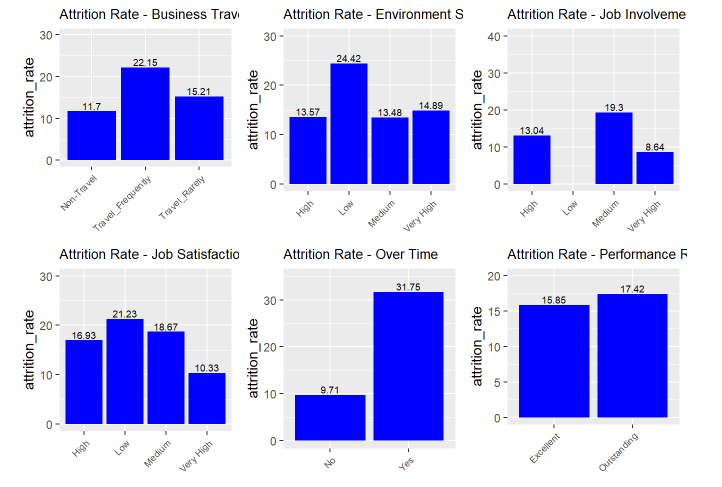 Attrition Rate - Business Trave
attrition_rate
30
20
10
0
11.7
22.15
15.21
Non-Travel
Travel_Frequently
Travel_Rarely
Attrition Rate - Environment S
attrition_rate
30
20
10
0
13.57
24.42
13.48
14.89
High
Low
Medium
Very High
Attrition Rate - Job Involveme
attrition_rate
40
30
20
10
0
13.04
19.3
8.64
High
Low
Medium
Very High
Attrition Rate - Job Satisfactio
attrition_rate
30
20
10
0
16.93
21.23
18.67
10.33
High
Low
Medium
Very High
Attrition Rate - Over Time
attrition_rate
30
20
10
0
9.71
31.75
No
Yes
Attrition Rate - Performance R
attrition_rate
20
15
10
5
0
15.85
17.42
Excellent
Outstanding